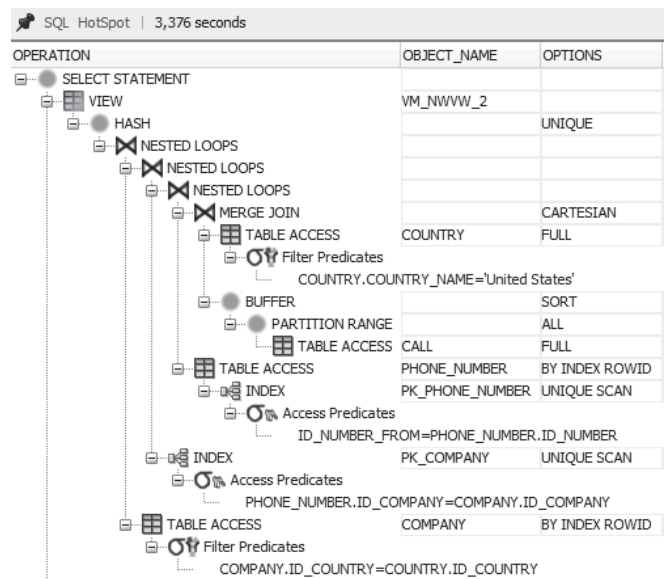 SQL HotSpot | 3,376 seconds
OPERATION OBJECT_NAME OPTIONS
SELECT STATEMENT
VIEW VM_NWVW_2
HASH UNIQUE
NESTED LOOPS
NESTED LOOPS
NESTED LOOPS
MERGE JOIN CARTESIAN
TABLE ACCESS COUNTRY FULL
Filter Predicates
COUNTRY.COUNTRY_NAME='United States'
BUFFER SORT
PARTITION RANGE ALL
TABLE ACCESS CALL FULL
TABLE ACCESS PHONE_NUMBER BY INDEX ROWID
INDEX PK_PHONE_NUMBER UNIQUE SCAN
Access Predicates
ID_NUMBER_FROM=PHONE_NUMBER.ID_NUMBER
INDEX PK_COMPANY UNIQUE SCAN
Access Predicates
PHONE_NUMBER.ID_COMPANY=COMPANY.ID_COMPANY
TABLE ACCESS COMPANY BY INDEX ROWID
Filter Predicates
COMPANY.ID_COUNTRY=COUNTRY.ID_COUNTRY